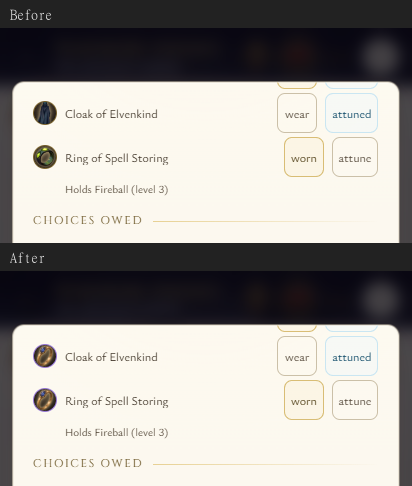 Before
Cloak of Elvenkind wear attuned
Ring of Spell Storing worn attune
Holds Fireball (level 3)
CHOICES OWED
After
Cloak of Elvenkind wear attuned
Ring of Spell Storing worn attune
Holds Fireball (level 3)
CHOICES OWED